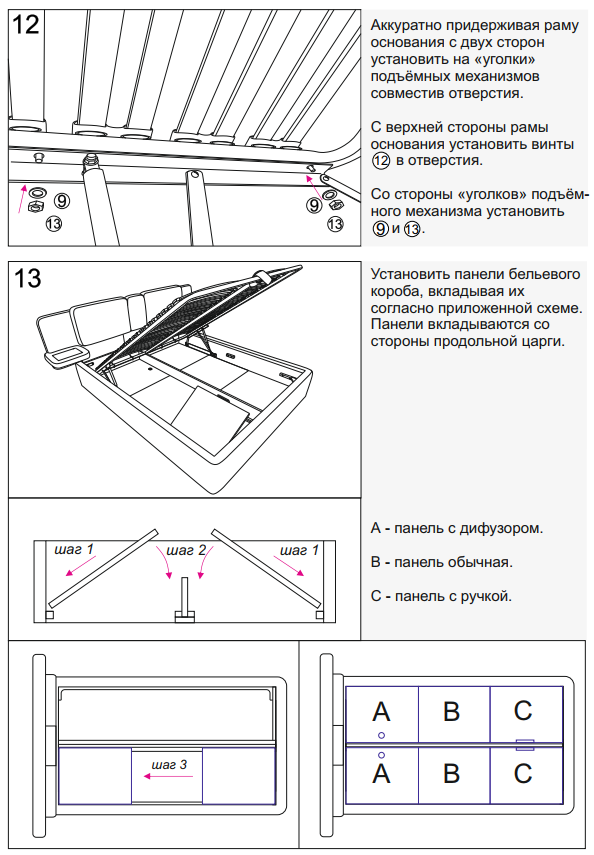 12
Аккуратно придерживая раму
основания с двух сторон
установить на «уголки»
подъёмных механизмов
совместив отверстия.
С верхней стороны рамы
основания установить винты
12 в отверстия.
Со стороны «уголков» подъём-
ного механизма установить
9 и 13.
9
13
9
13
13
Установить панели бельевого
короба, вкладывая их
согласно приложенной схеме.
Панели вкладываются со
стороны продольной царги.
шаг 1
шаг 2
шаг 1
А - панель с дифузором.
В - панель обычная.
С - панель с ручкой.
шаг 3
A B C
A B C